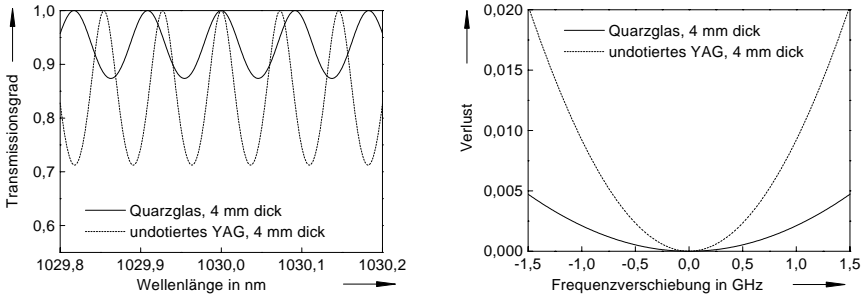 1,0
0,9
0,8
0,7
0,6
Transmissionsgrad
Quarzglas, 4 mm dick
undotiertes YAG, 4 mm dick
1029,8 1029,9 1030,0 1030,1 1030,2
Wellenlänge in nm
0,020
0,015
0,010
0,005
0,000
Verlust
Quarzglas, 4 mm dick
undotiertes YAG, 4 mm dick
-1,5 -1,0 -0,5 0,0 0,5 1,0 1,5
Frequenzverschiebung in GHz